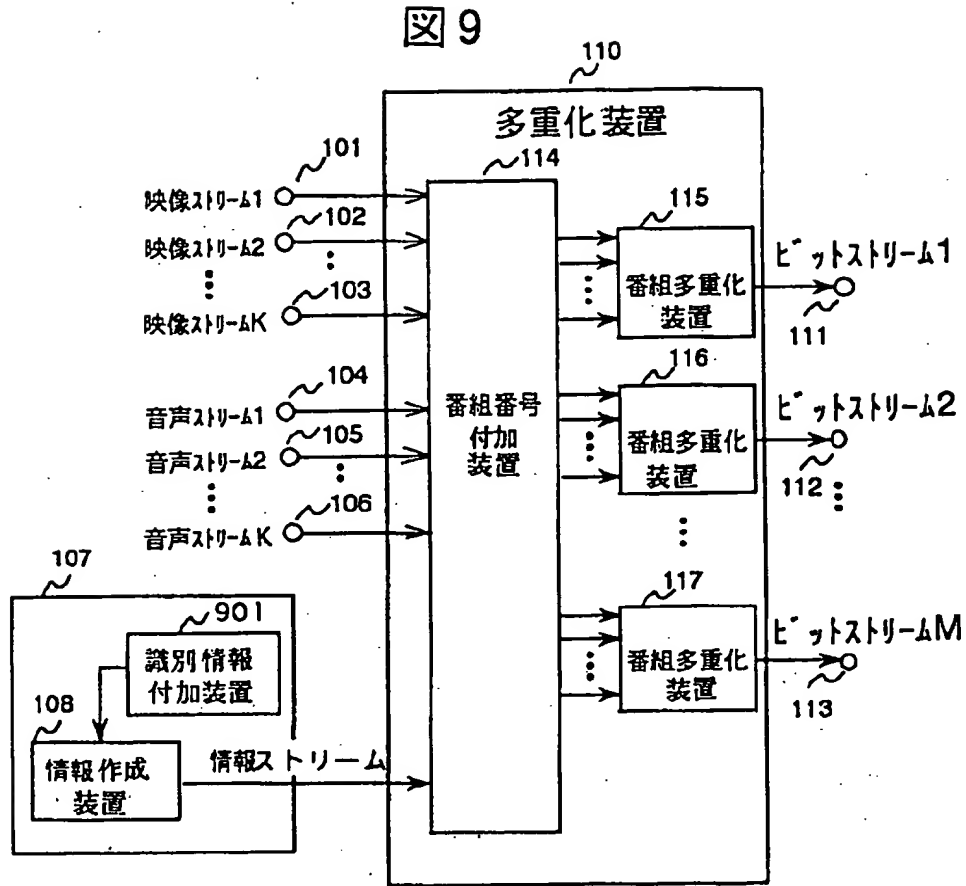 図9
110
多重化装置
114
101
映像ストリーム1
102
映像ストリーム2
103
映像ストリームK
104
音声ストリーム1
105
音声ストリーム2
106
音声ストリームK
番組番号
付加
装置
115
番組多重化
装置
ビットストリーム1
111
116
番組多重化
装置
ビットストリーム2
112
117
番組多重化
装置
ビットストリームM
113
107
901
識別情報
付加装置
108
情報作成
装置
情報ストリーム